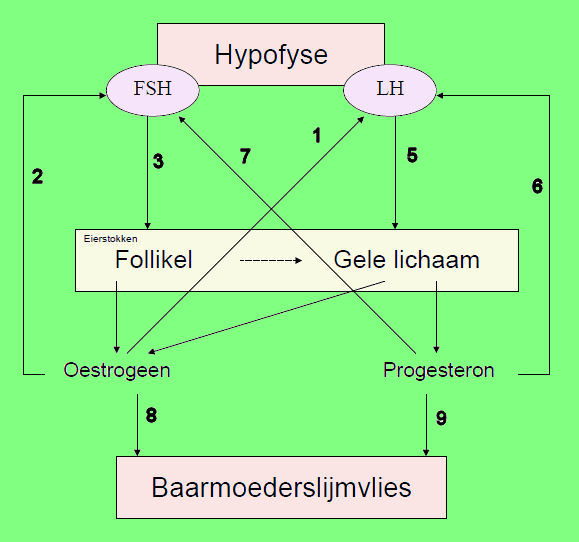 Hypofyse
FSH
LH
1
2
3
7
5
6
Eierstokken
Follikel
Gele lichaam
Oestrogeen
Progesteron
8
9
Baarmoederslijmvlies